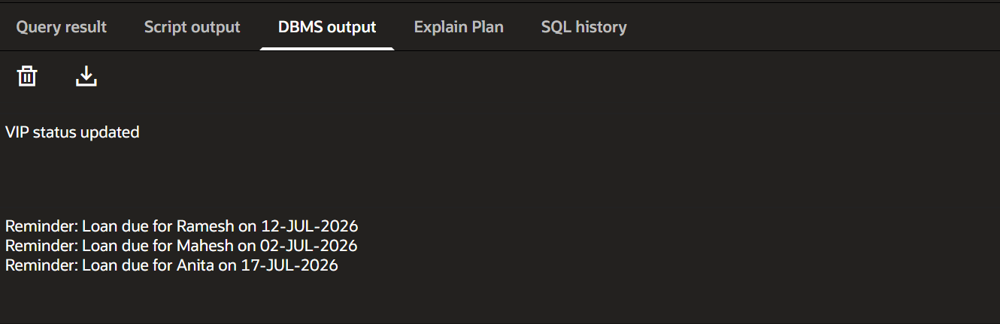 Query result Script output DBMS output Explain Plan SQL history
VIP status updated
Reminder: Loan due for Ramesh on 12-JUL-2026
Reminder: Loan due for Mahesh on 02-JUL-2026
Reminder: Loan due for Anita on 17-JUL-2026